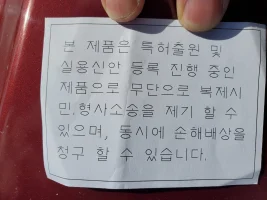 본 제품은 특허출원 및
실용신안 등록 진행 중인
제품으로 무단으로 복제시
민,형사소송을 제기 할 수
있으며, 동시에 손해배상을
청구 할 수 있습니다.